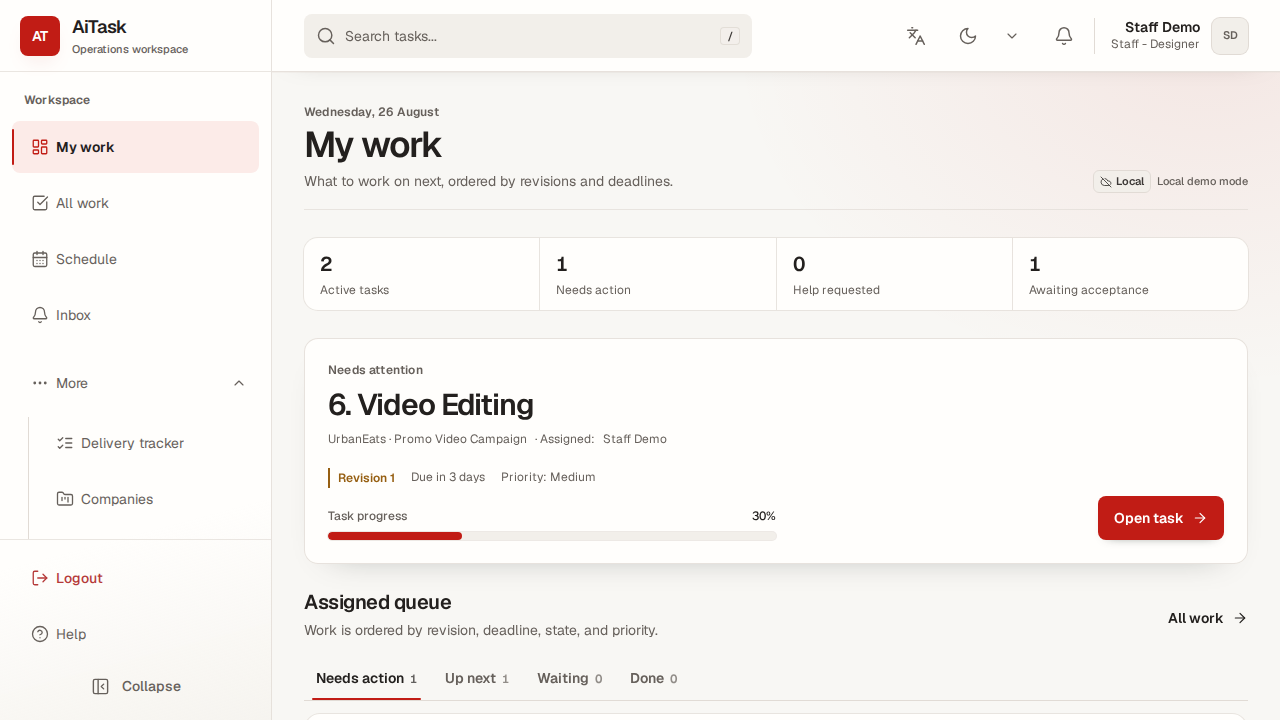 AT
AiTask
Operations workspace
Search tasks...
/
Staff Demo
Staff - Designer
SD
Workspace
My work
All work
Schedule
Inbox
More
Delivery tracker
Companies
Logout
Help
Collapse
Wednesday, 26 August
My work
What to work on next, ordered by revisions and deadlines.
Local
Local demo mode
2
Active tasks
1
Needs action
0
Help requested
1
Awaiting acceptance
Needs attention
6. Video Editing
UrbanEats · Promo Video Campaign · Assigned: Staff Demo
Revision 1 Due in 3 days Priority: Medium
Task progress 30%
Open task
Assigned queue
Work is ordered by revision, deadline, state, and priority.
All work
Needs action 1 Up next 1 Waiting 0 Done 0